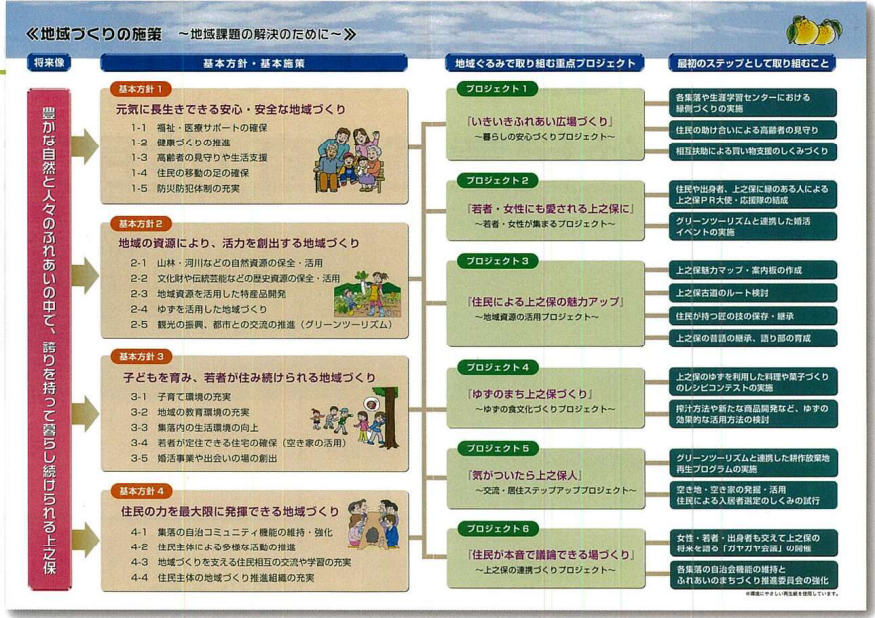 ≪地域づくりの施策 ～地域課題の解決のために～≫
将来像
豊かな自然と人々のふれあいの中で、誇りを持って暮らし続けられる上之保
基本方針・基本施策
基本方針1
元気に長生きできる安心・安全な地域づくり
1-1 福祉・医療サポートの確保
1-2 健康づくりの推進
1-3 高齢者の見守りや生活支援
1-4 住民の移動の足の確保
1-5 防災防犯体制の充実
基本方針2
地域の資源により、活力を創出する地域づくり
2-1 山林・河川などの自然資源の保全・活用
2-2 文化財や伝統芸能などの歴史資源の保全・活用
2-3 地域資源を活用した特産品開発
2-4 ゆずを活用した地域づくり
2-5 観光の振興、都市との交流の推進（グリーンツーリズム）
基本方針3
子どもを育み、若者が住み続けられる地域づくり
3-1 子育て環境の充実
3-2 地域の教育環境の充実
3-3 集落内の生活環境の向上
3-4 若者が定住できる住宅の確保（空き家の活用）
3-5 婚活事業や出会いの場の創出
基本方針4
住民の力を最大限に発揮できる地域づくり
4-1 集落の自治コミュニティ機能の維持・強化
4-2 住民主体による多様な活動の推進
4-3 地域づくりを支える住民相互の交流や学習の充実
4-4 住民主体の地域づくり推進組織の充実
地域ぐるみで取り組む重点プロジェクト
プロジェクト1
『いきいきふれあい広場づくり』
～暮らしの安心づくりプロジェクト～
プロジェクト2
『若者・女性にも愛される上之保に』
～若者・女性が集まるプロジェクト～
プロジェクト3
『住民による上之保の魅力アップ』
～地域資源の活用プロジェクト～
プロジェクト4
『ゆずのまち上之保づくり』
～ゆずの食文化づくりプロジェクト～
プロジェクト5
『気がついたら上之保人』
～交流・居住ステップアッププロジェクト～
プロジェクト6
『住民が本音で議論できる場づくり』
～上之保の連携づくりプロジェクト～
最初のステップとして取り組むこと
各集落や生涯学習センターにおける
縁側づくりの実施
住民の助け合いによる高齢者の見守り
相互扶助による買い物支援のしくみづくり
住民や出身者、上之保に縁のある人による
上之保PR大使・応援隊の結成
グリーンツーリズムと連携した婚活
イベントの実施
上之保魅力マップ・案内板の作成
上之保古道のルート検討
住民が持つ匠の技の保存・継承
上之保の昔話の継承、語り部の育成
上之保のゆずを利用した料理や菓子づくり
のレシピコンテストの実施
搾汁方法や新たな商品開発など、ゆずの
効果的な活用方法の検討
グリーンツーリズムと連携した耕作放棄地
再生プログラムの実施
空き地・空き家の発掘・活用
住民による入居者選定のしくみの試行
女性・若者・出身者も交えて上之保の
将来を語る「ガヤガヤ会議」の開催
各集落の自治会機能の維持と
ふれあいのまちづくり推進委員会の強化
※環境にやさしい再生紙を使用しています。